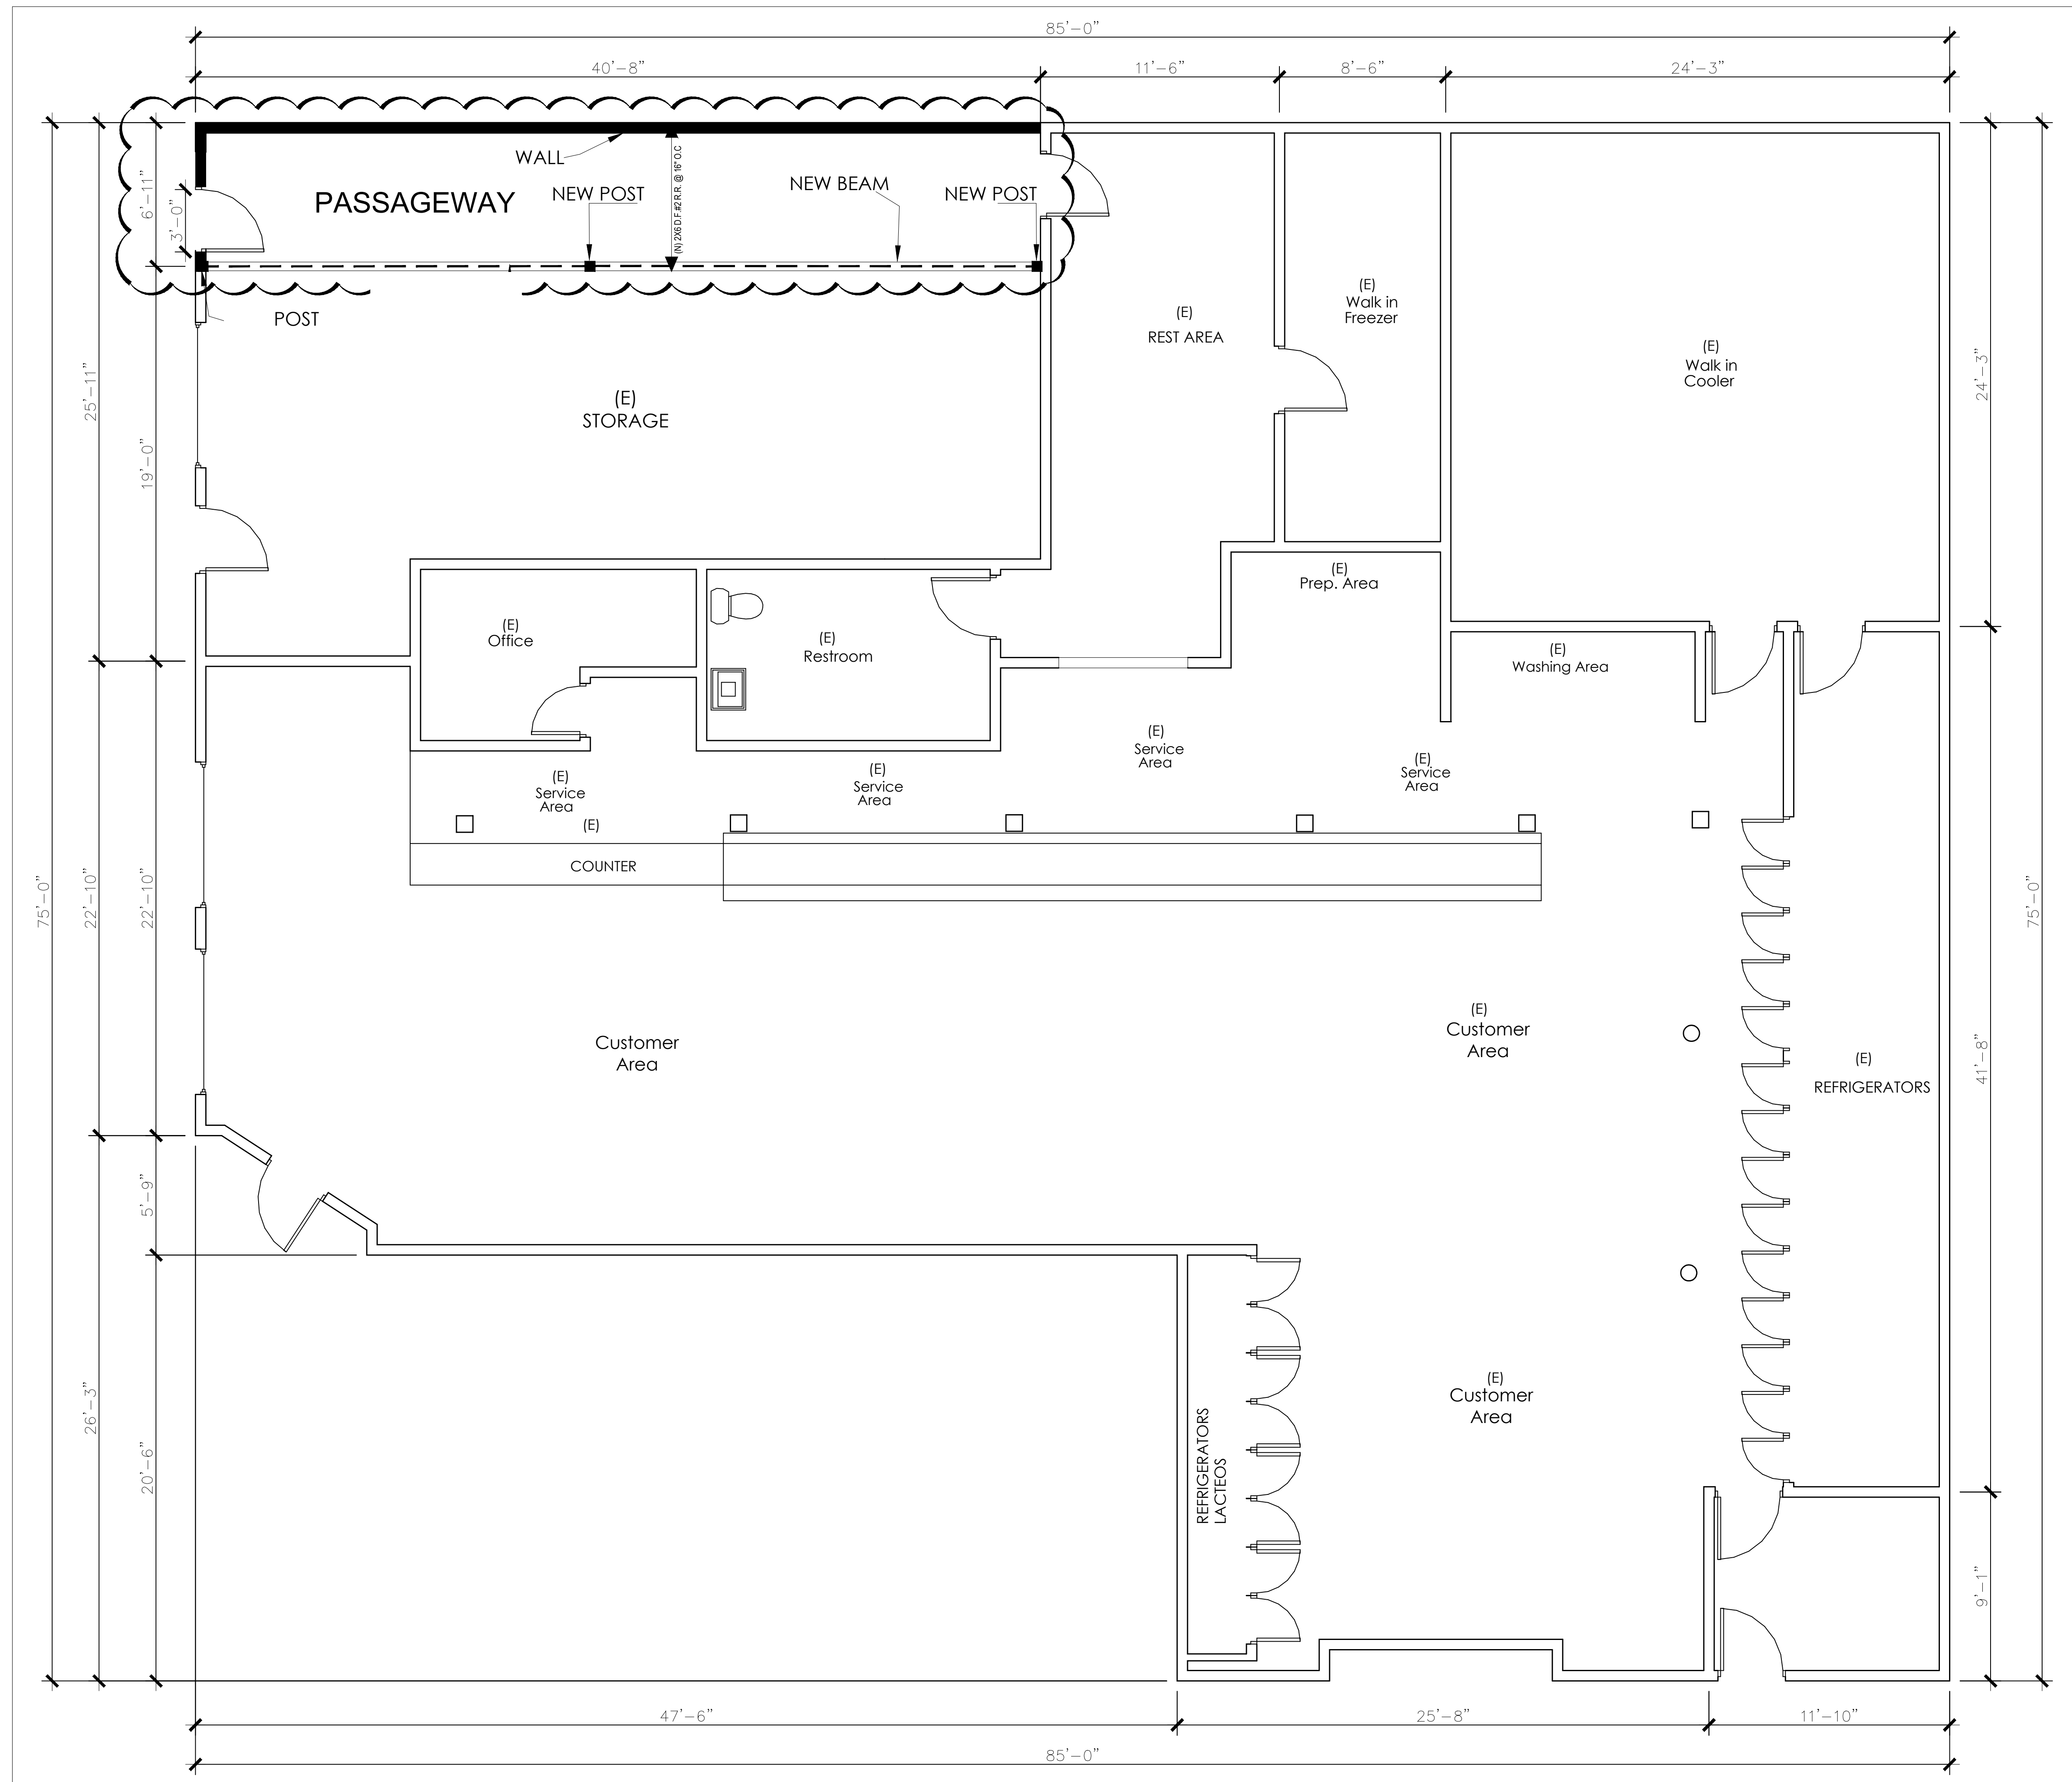 85'-0"
40'-8"
11'-6"
8'-6"
24'-3"
WALL
PASSAGEWAY
NEW POST
(N) 2X6 D.F.#2 R.R. @ 16" O.C
NEW BEAM
NEW POST
6'-11"
3'-0"
POST
(E)
REST AREA
(E)
Walk in
Freezer
(E)
Walk in
Cooler
25'-11"
19'-0"
24'-3"
(E)
STORAGE
(E)
Office
(E)
Restroom
(E)
Prep. Area
(E)
Washing Area
(E)
Service
Area
(E)
Service
Area
(E)
Service
Area
(E)
Service
Area
(E)
COUNTER
75'-0"
22'-10"
22'-10"
75'-0"
Customer
Area
(E)
Customer
Area
41'-8"
(E)
REFRIGERATORS
5'-9"
26'-3"
20'-6"
REFRIGERATORS
LACTEOS
(E)
Customer
Area
9'-1"
47'-6"
25'-8"
11'-10"
85'-0"